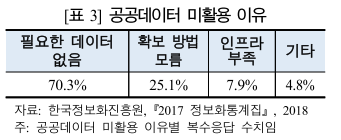 [표 3] 공공데이터 미활용 이유
필요한 데이터 확보 방법 인프라 기타
없음 모름 부족
70.3% 25.1% 7.9% 4.8%
자료: 한국정보화진흥원, 『2017 정보화통계집』, 2018
주: 공공데이터 미활용 이유별 복수응답 수치임